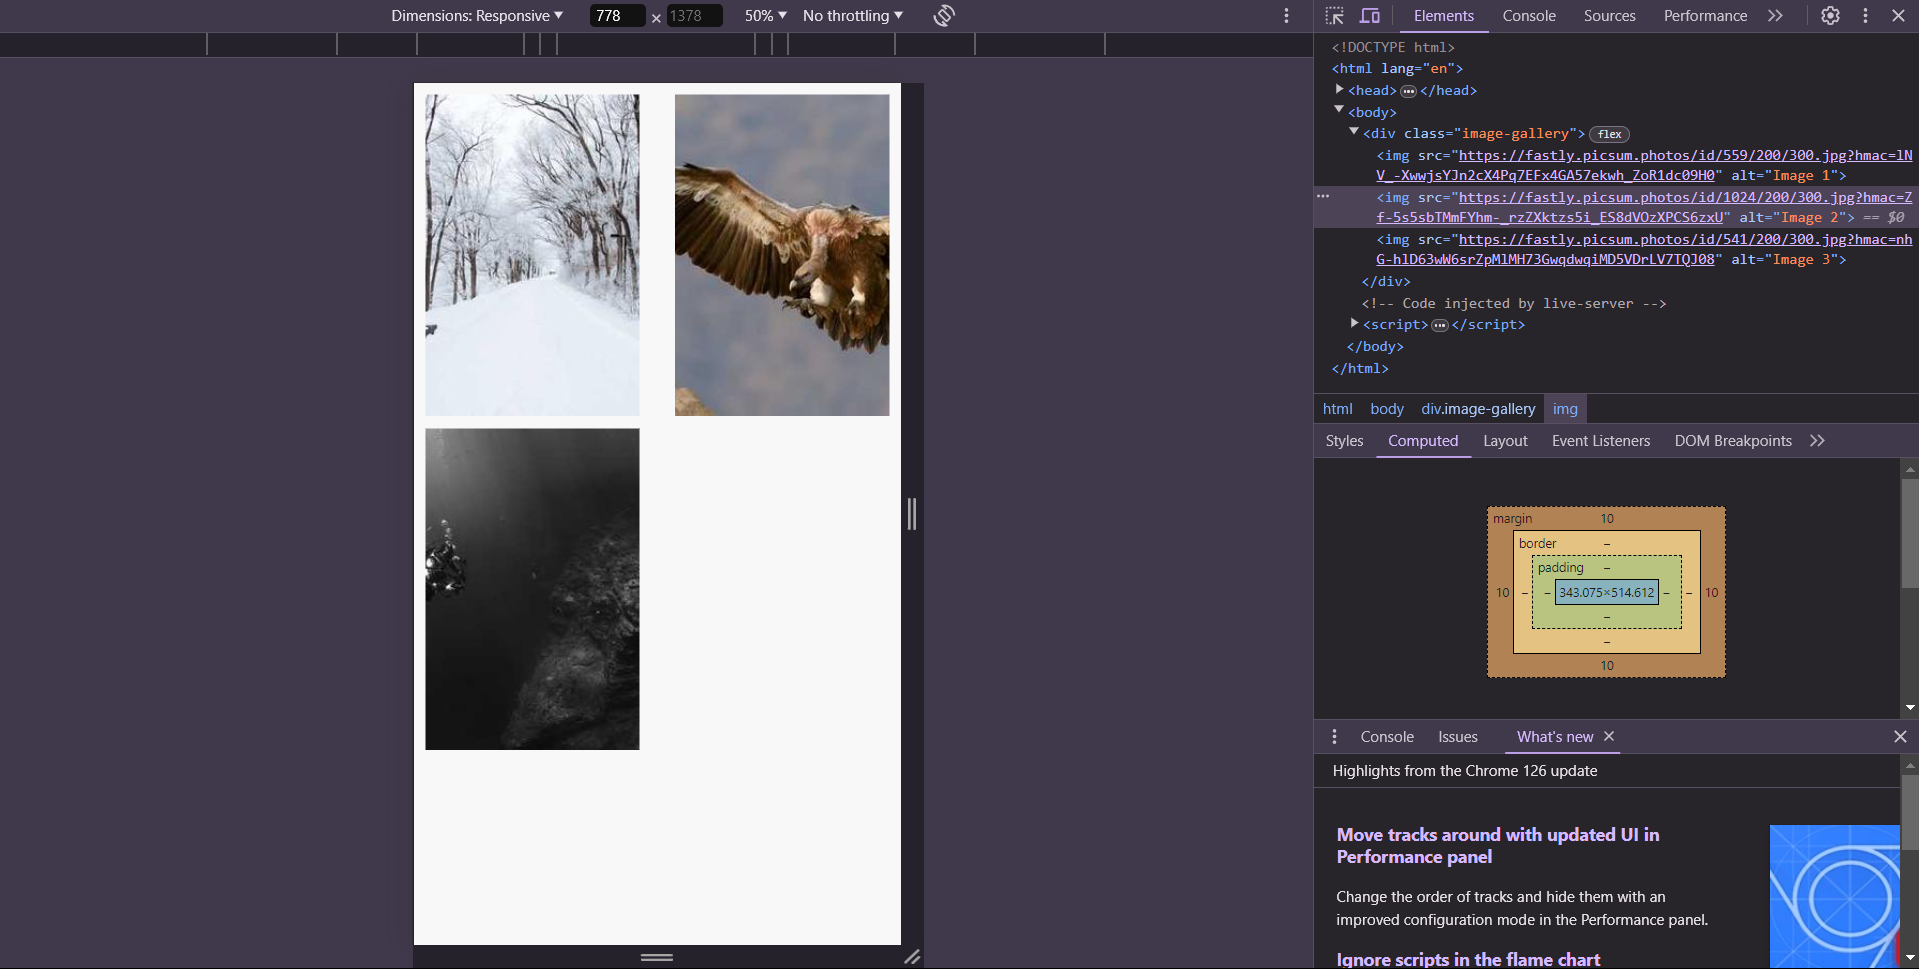 Dimensions: Responsive 778 × 1378 50% No throttling
Elements Console Sources Performance
<!DOCTYPE html>
<html lang="en">
<head> ••• </head>
<body>
<div class="image-gallery"> flex
<img src="https://fastly.picsum.photos/id/559/200/300.jpg?hmac=lN
V_-XwwjsYJn2cX4Pq7EFx4GA57ekwh_ZoR1dc09H0" alt="Image 1">
<img src="https://fastly.picsum.photos/id/1024/200/300.jpg?hmac=Z
f-5s5sbTMmFYhm-_rzZXktzs5i_ES8dVOzXPCS6zxU" alt="Image 2"> == $0
<img src="https://fastly.picsum.photos/id/541/200/300.jpg?hmac=nh
G-hlD63wW6srZpMlMH73GwqdwqiMD5VDrLV7TQJ08" alt="Image 3">
</div>
<!-- Code injected by live-server -->
<script> ••• </script>
</body>
</html>
html body div.image-gallery img
Styles Computed Layout Event Listeners DOM Breakpoints
margin 10
border –
padding –
10 – – 343.075×514.612 – – 10
–
–
10
Console Issues What's new
Highlights from the Chrome 126 update
Move tracks around with updated UI in
Performance panel
Change the order of tracks and hide them with an
improved configuration mode in the Performance panel.
Ignore scripts in the flame chart